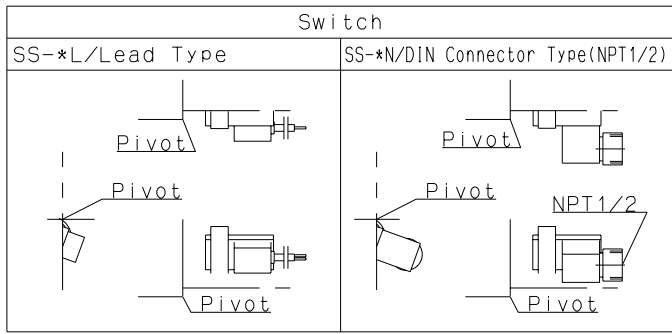 Switch
SS-*L/Lead Type
SS-*N/DIN Connector Type(NPT1/2)
Pivot
Pivot
Pivot
Pivot
NPT1/2
Pivot
Pivot